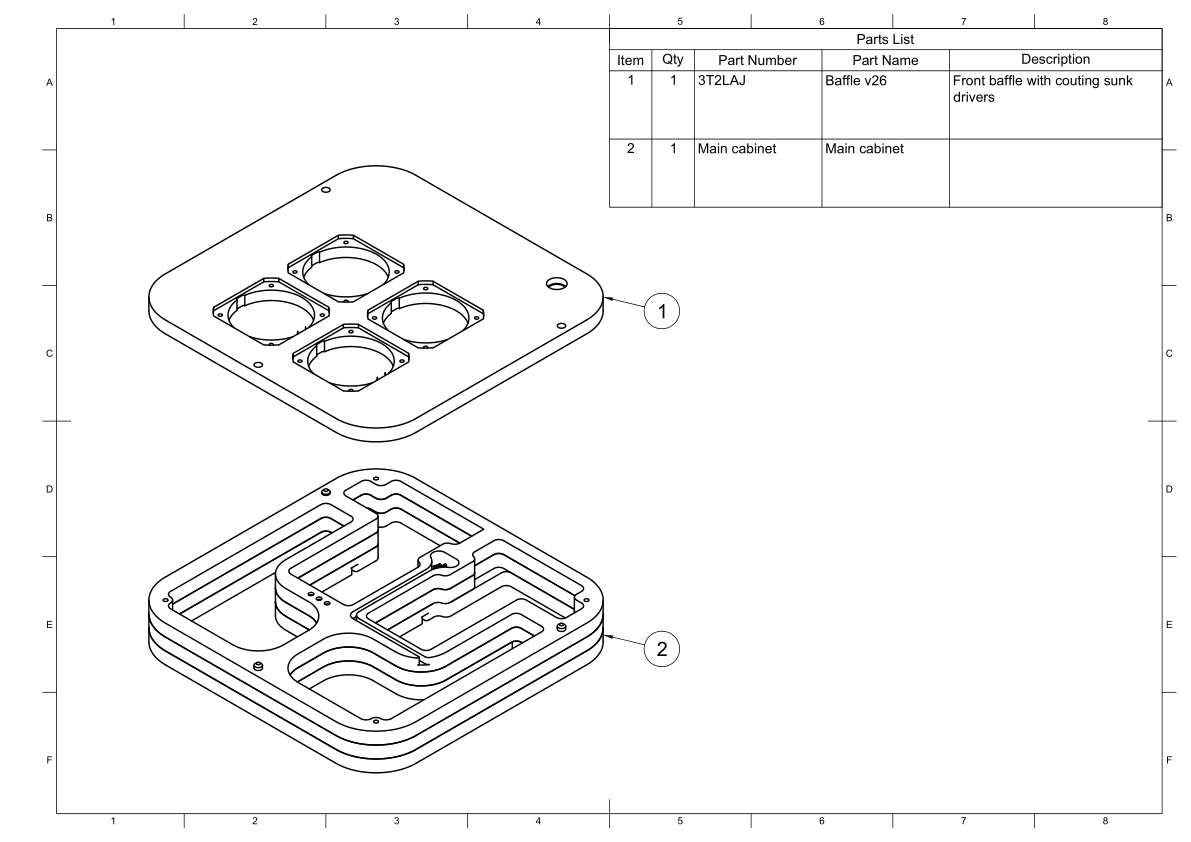 1 2 3 4 5 6 7 8
Parts List
Item Qty Part Number Part Name Description
1 1 3T2LAJ Baffle v26 Front baffle with couting sunk
drivers
2 1 Main cabinet Main cabinet
A A
B B
1
C C
D D
E E
2
F F
1 2 3 4 5 6 7 8